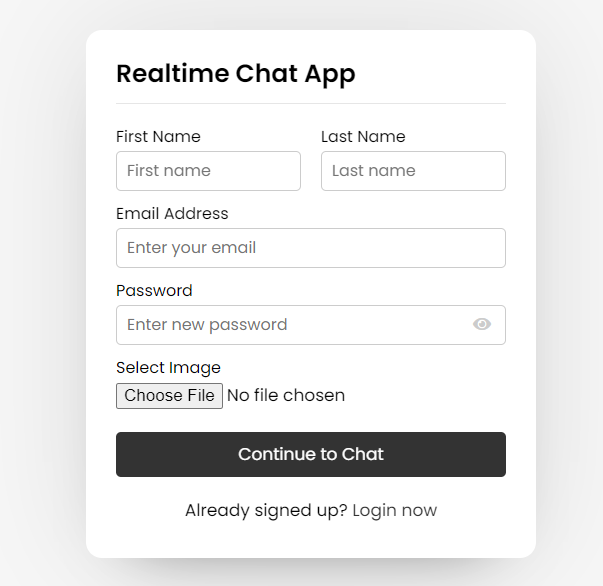 Realtime Chat App
First Name Last Name
First name Last name
Email Address
Enter your email
Password
Enter new password
Select Image
Choose File No file chosen
Continue to Chat
Already signed up? Login now